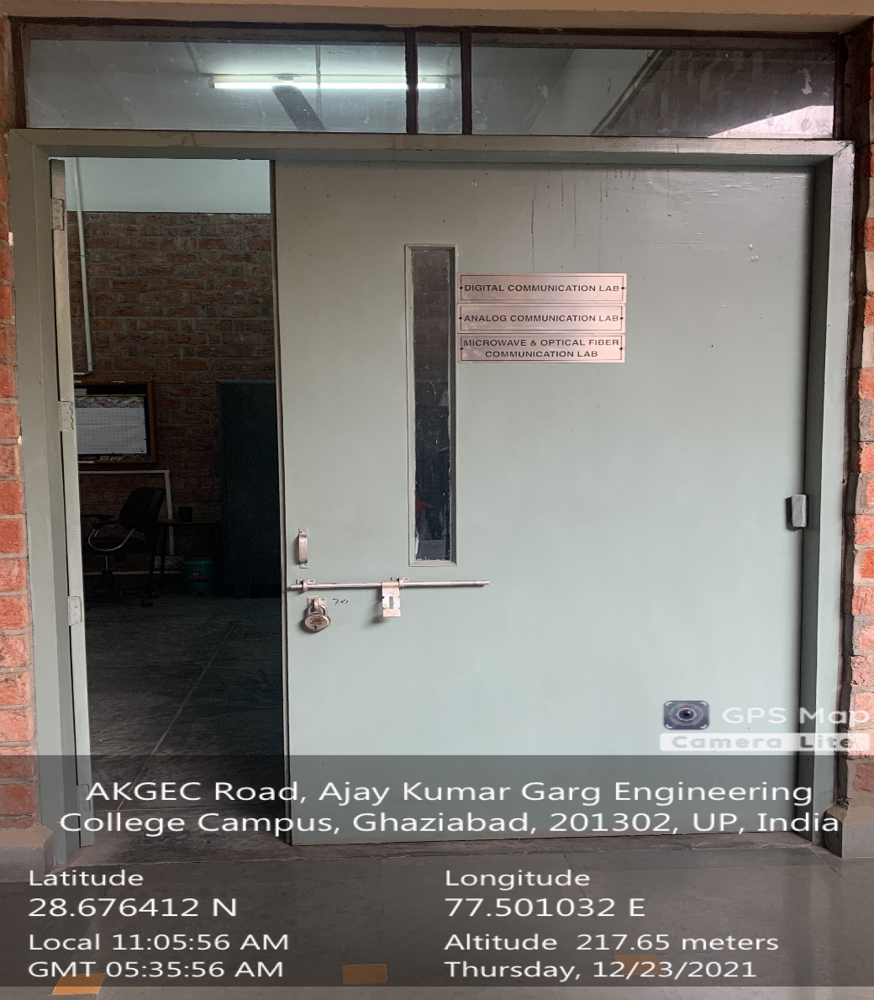 DIGITAL COMMUNICATION LAB
ANALOG COMMUNICATION LAB
MICROWAVE & OPTICAL FIBER
COMMUNICATION LAB
GPS Map
Camera Lite
AKGEC Road, Ajay Kumar Garg Engineering
College Campus, Ghaziabad, 201302, UP, India
Latitude
28.676412 N
Longitude
77.501032 E
Local 11:05:56 AM
GMT 05:35:56 AM
Altitude 217.65 meters
Thursday, 12/23/2021